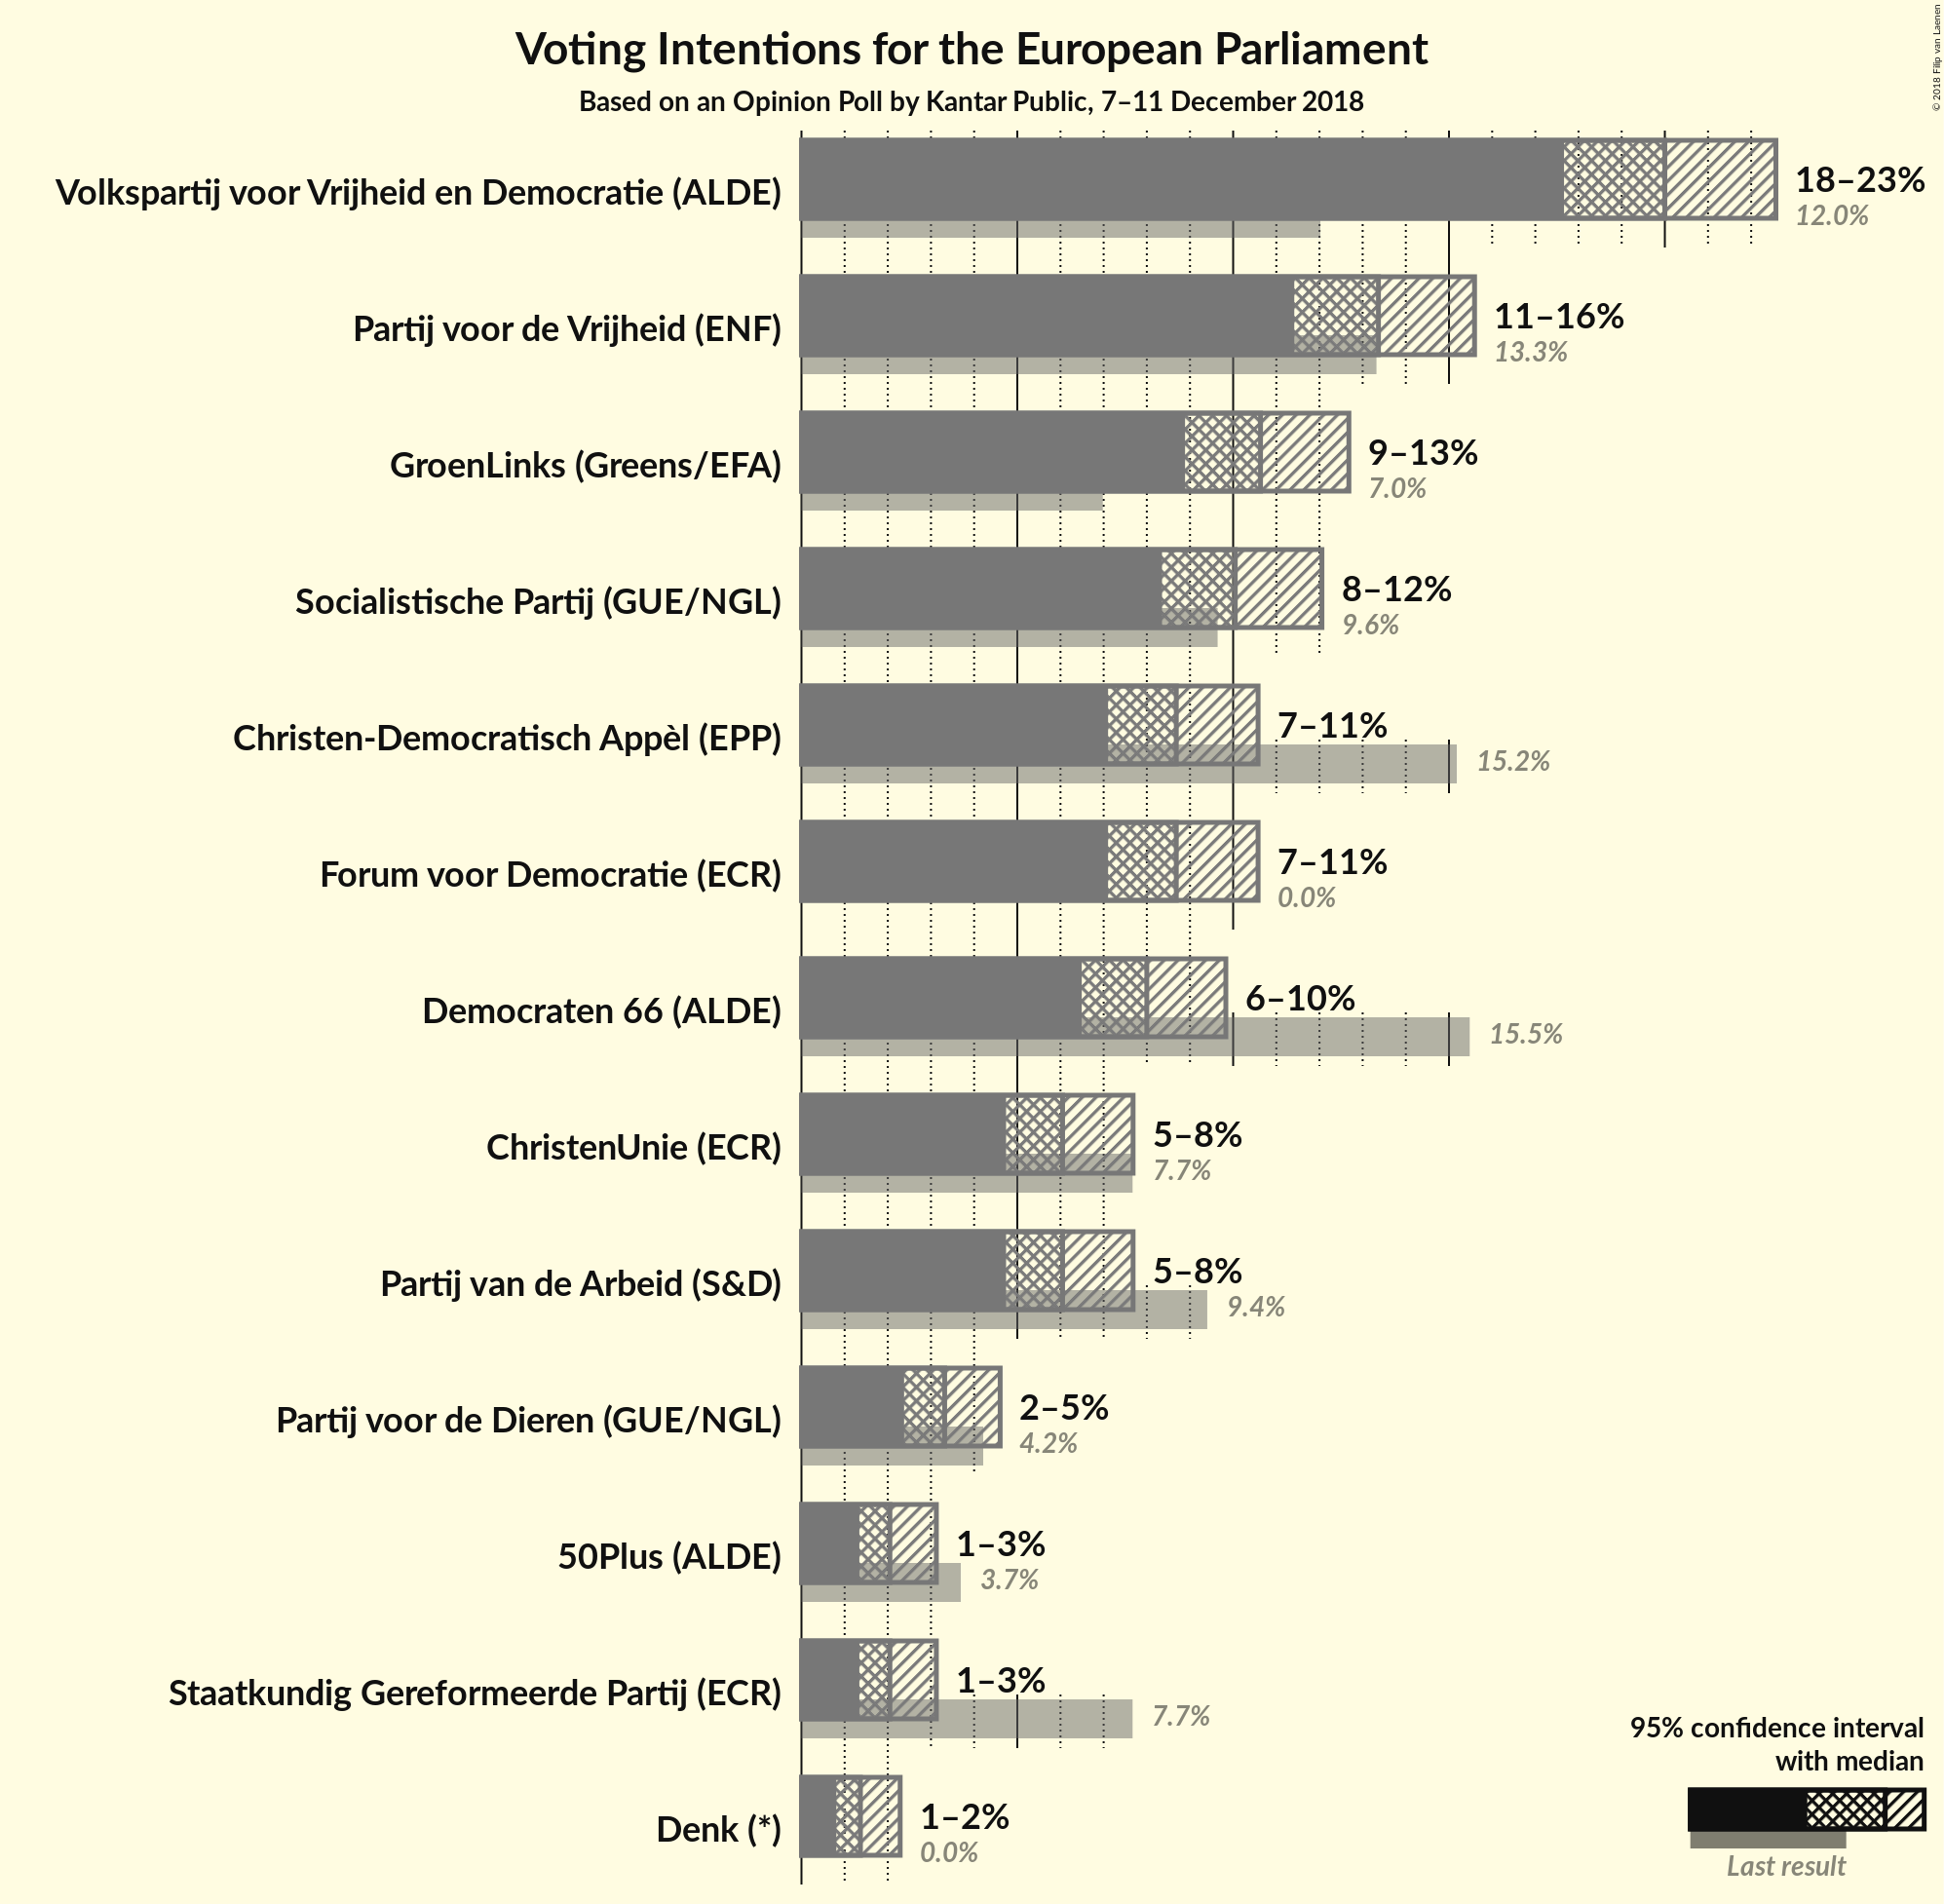 Voting Intentions for the European Parliament
Based on an Opinion Poll by Kantar Public, 7–11 December 2018
© 2018 Filip van Laenen
Volkspartij voor Vrijheid en Democratie (ALDE)
18–23%
12.0%
Partij voor de Vrijheid (ENF)
11–16%
13.3%
GroenLinks (Greens/EFA)
9–13%
7.0%
Socialistische Partij (GUE/NGL)
8–12%
9.6%
Christen-Democratisch Appèl (EPP)
7–11%
15.2%
Forum voor Democratie (ECR)
7–11%
0.0%
Democraten 66 (ALDE)
6–10%
15.5%
ChristenUnie (ECR)
5–8%
7.7%
Partij van de Arbeid (S&D)
5–8%
9.4%
Partij voor de Dieren (GUE/NGL)
2–5%
4.2%
50Plus (ALDE)
1–3%
3.7%
Staatkundig Gereformeerde Partij (ECR)
1–3%
7.7%
Denk (*)
1–2%
0.0%
95% confidence interval
with median
Last result